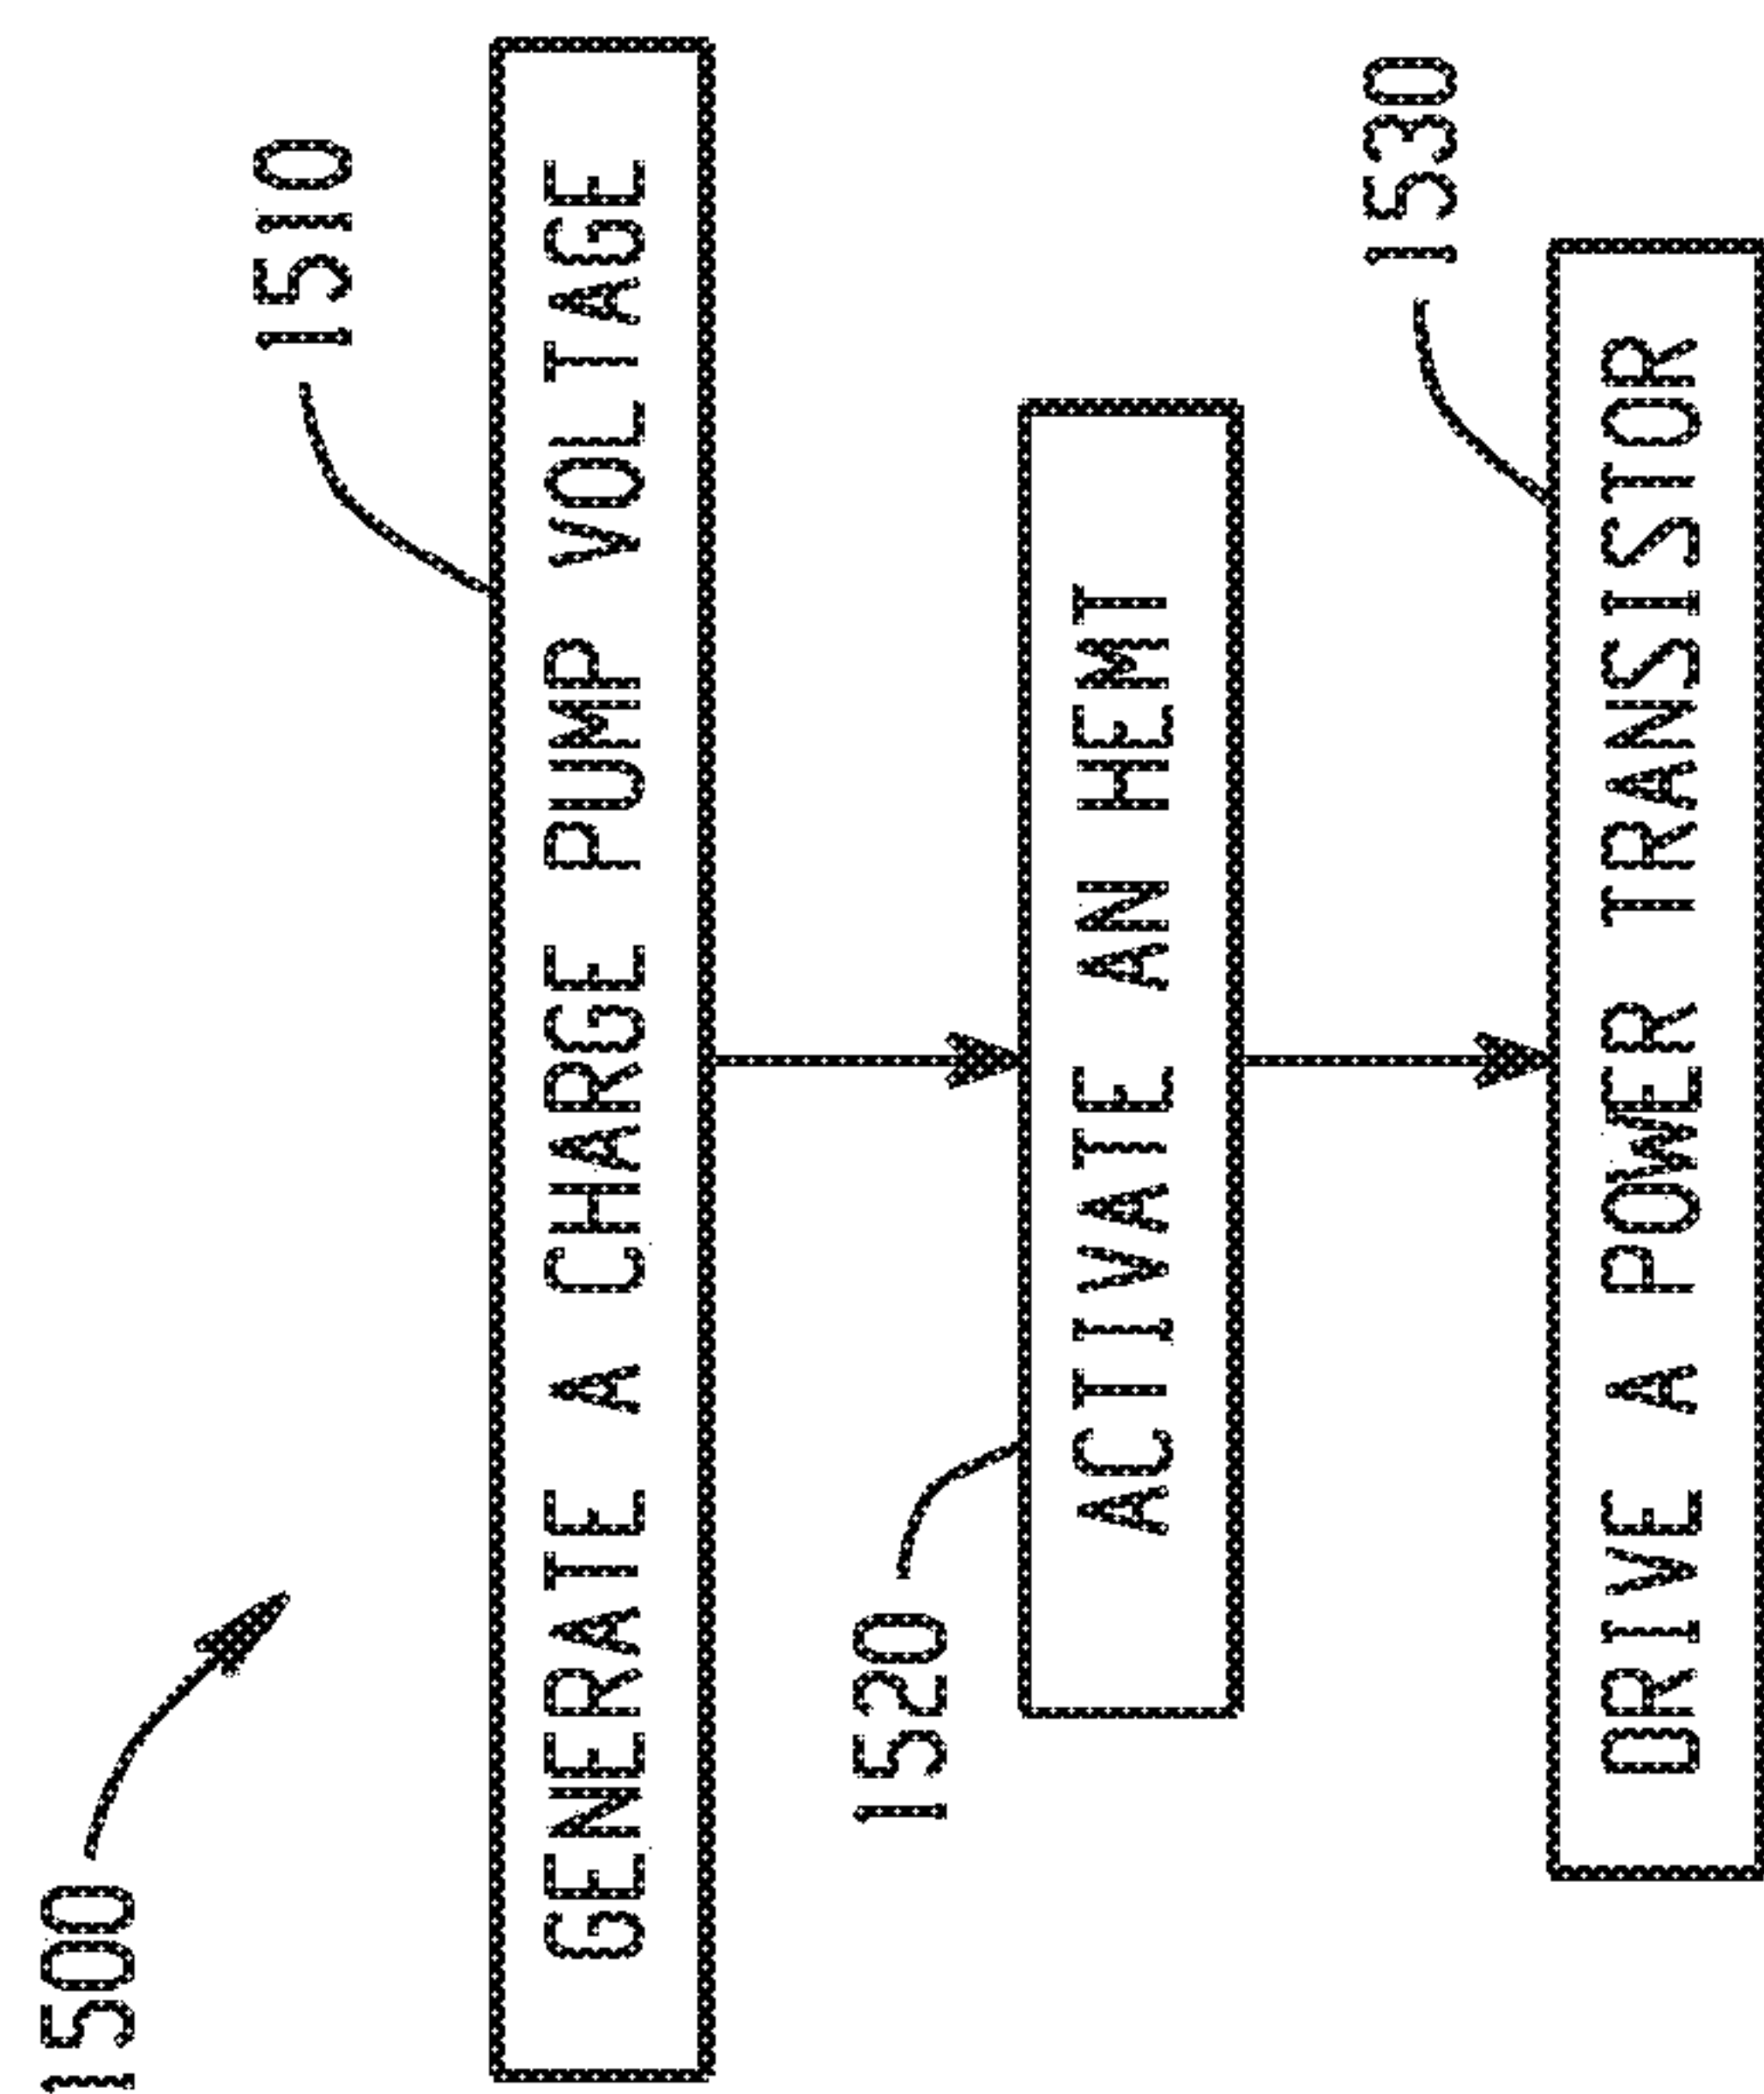 1500
1510
GENERATE A CHARGE PUMP VOLTAGE
1520
ACTIVATE AN HEMT
1530
DRIVE A POWER TRANSISTOR